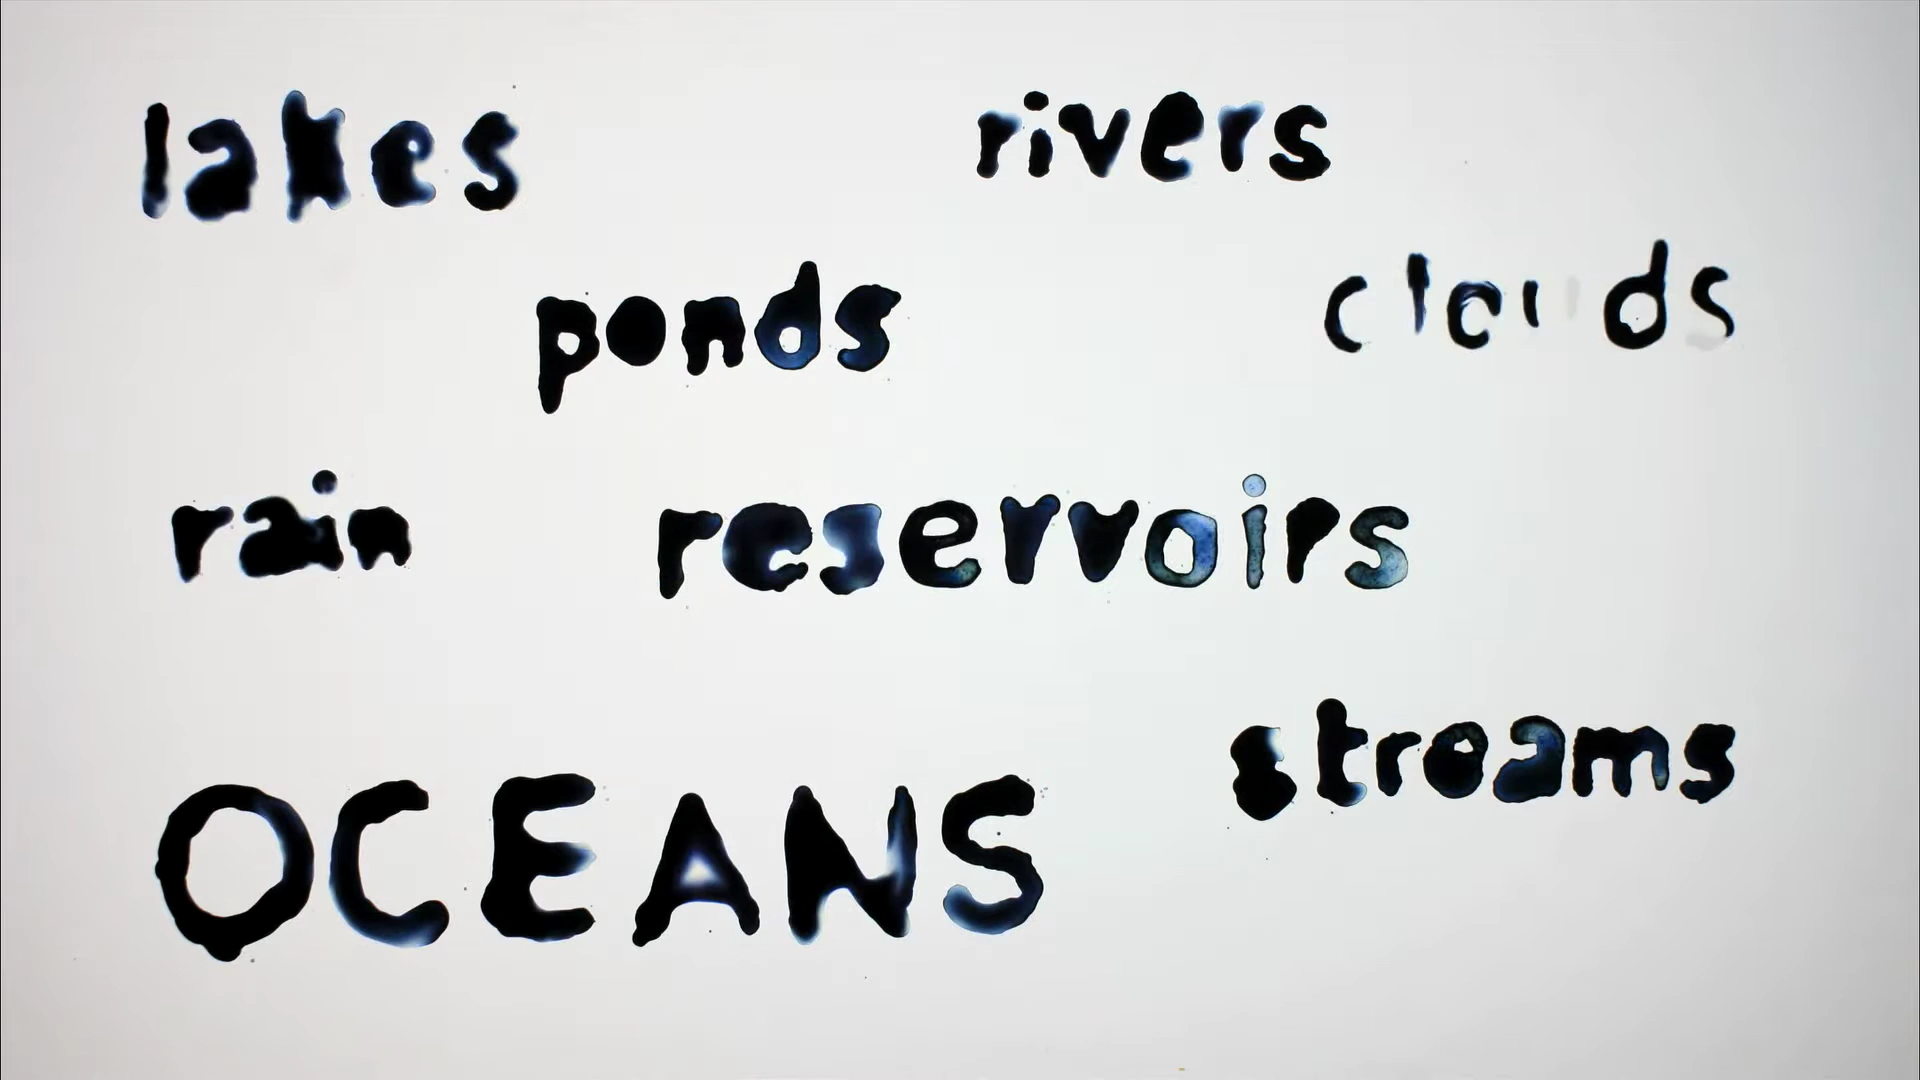 lakes
rivers
ponds
clouds
rain
reservoirs
streams
OCEANS